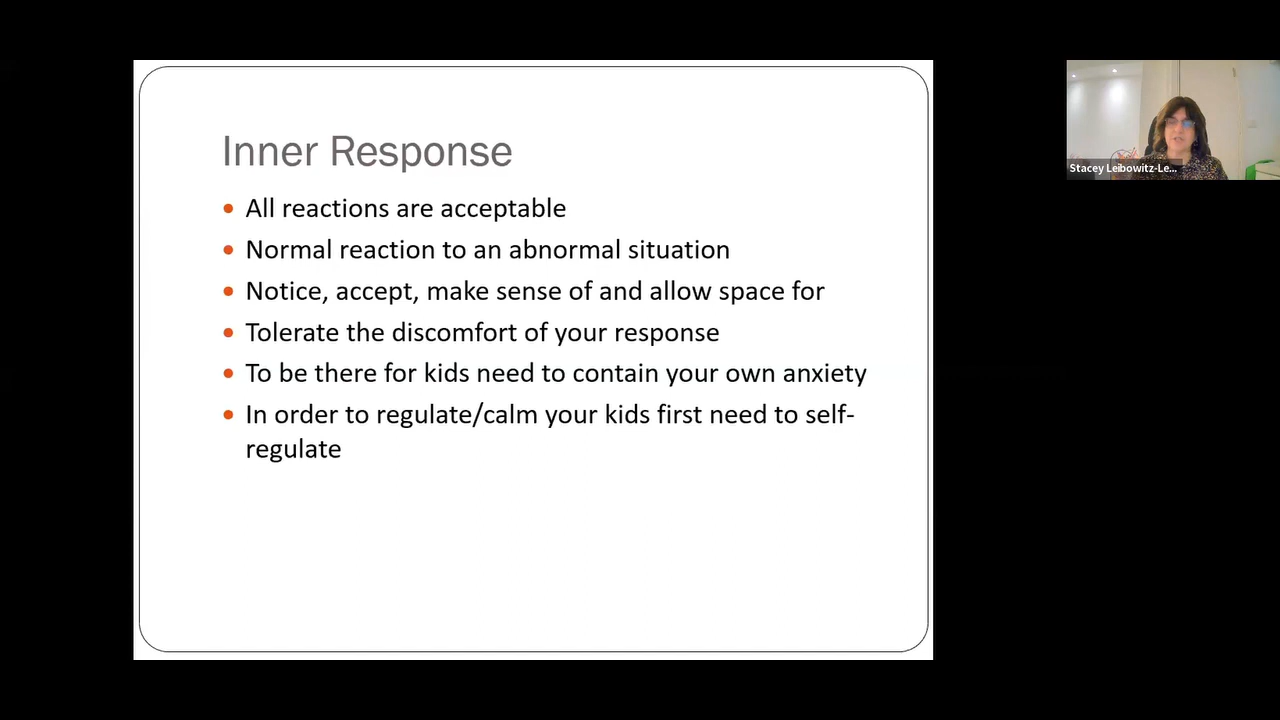 Inner Response
• All reactions are acceptable
• Normal reaction to an abnormal situation
• Notice, accept, make sense of and allow space for
• Tolerate the discomfort of your response
• To be there for kids need to contain your own anxiety
• In order to regulate/calm your kids first need to self-
regulate
Stacey Leibowitz-Le...